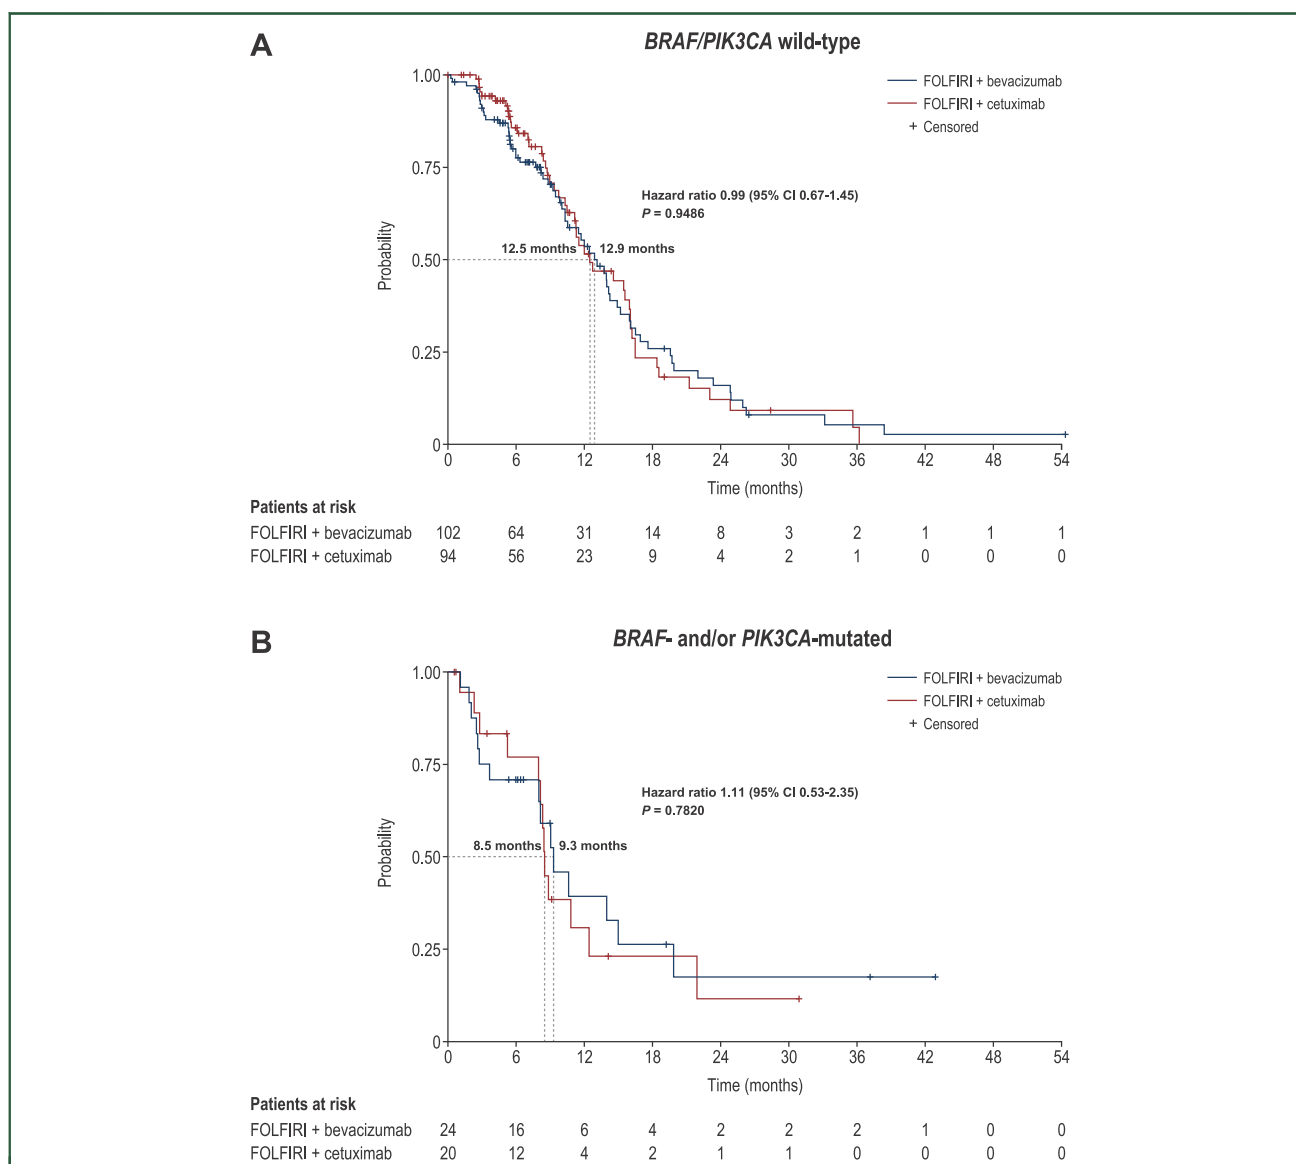 A
BRAF/PIK3CA wild-type
1.00
0.75
0.50
0.25
0
Probability
FOLFIRI + bevacizumab
FOLFIRI + cetuximab
+ Censored
Hazard ratio 0.99 (95% CI 0.67-1.45)
P = 0.9486
12.5 months 12.9 months
0 6 12 18 24 30 36 42 48 54
Time (months)
Patients at risk
FOLFIRI + bevacizumab 102 64 31 14 8 3 2 1 1 1
FOLFIRI + cetuximab 94 56 23 9 4 2 1 0 0 0
B
BRAF- and/or PIK3CA-mutated
1.00
0.75
0.50
0.25
0
Probability
FOLFIRI + bevacizumab
FOLFIRI + cetuximab
+ Censored
Hazard ratio 1.11 (95% CI 0.53-2.35)
P = 0.7820
8.5 months 9.3 months
0 6 12 18 24 30 36 42 48 54
Time (months)
Patients at risk
FOLFIRI + bevacizumab 24 16 6 4 2 2 2 1 0 0
FOLFIRI + cetuximab 20 12 4 2 1 1 0 0 0 0